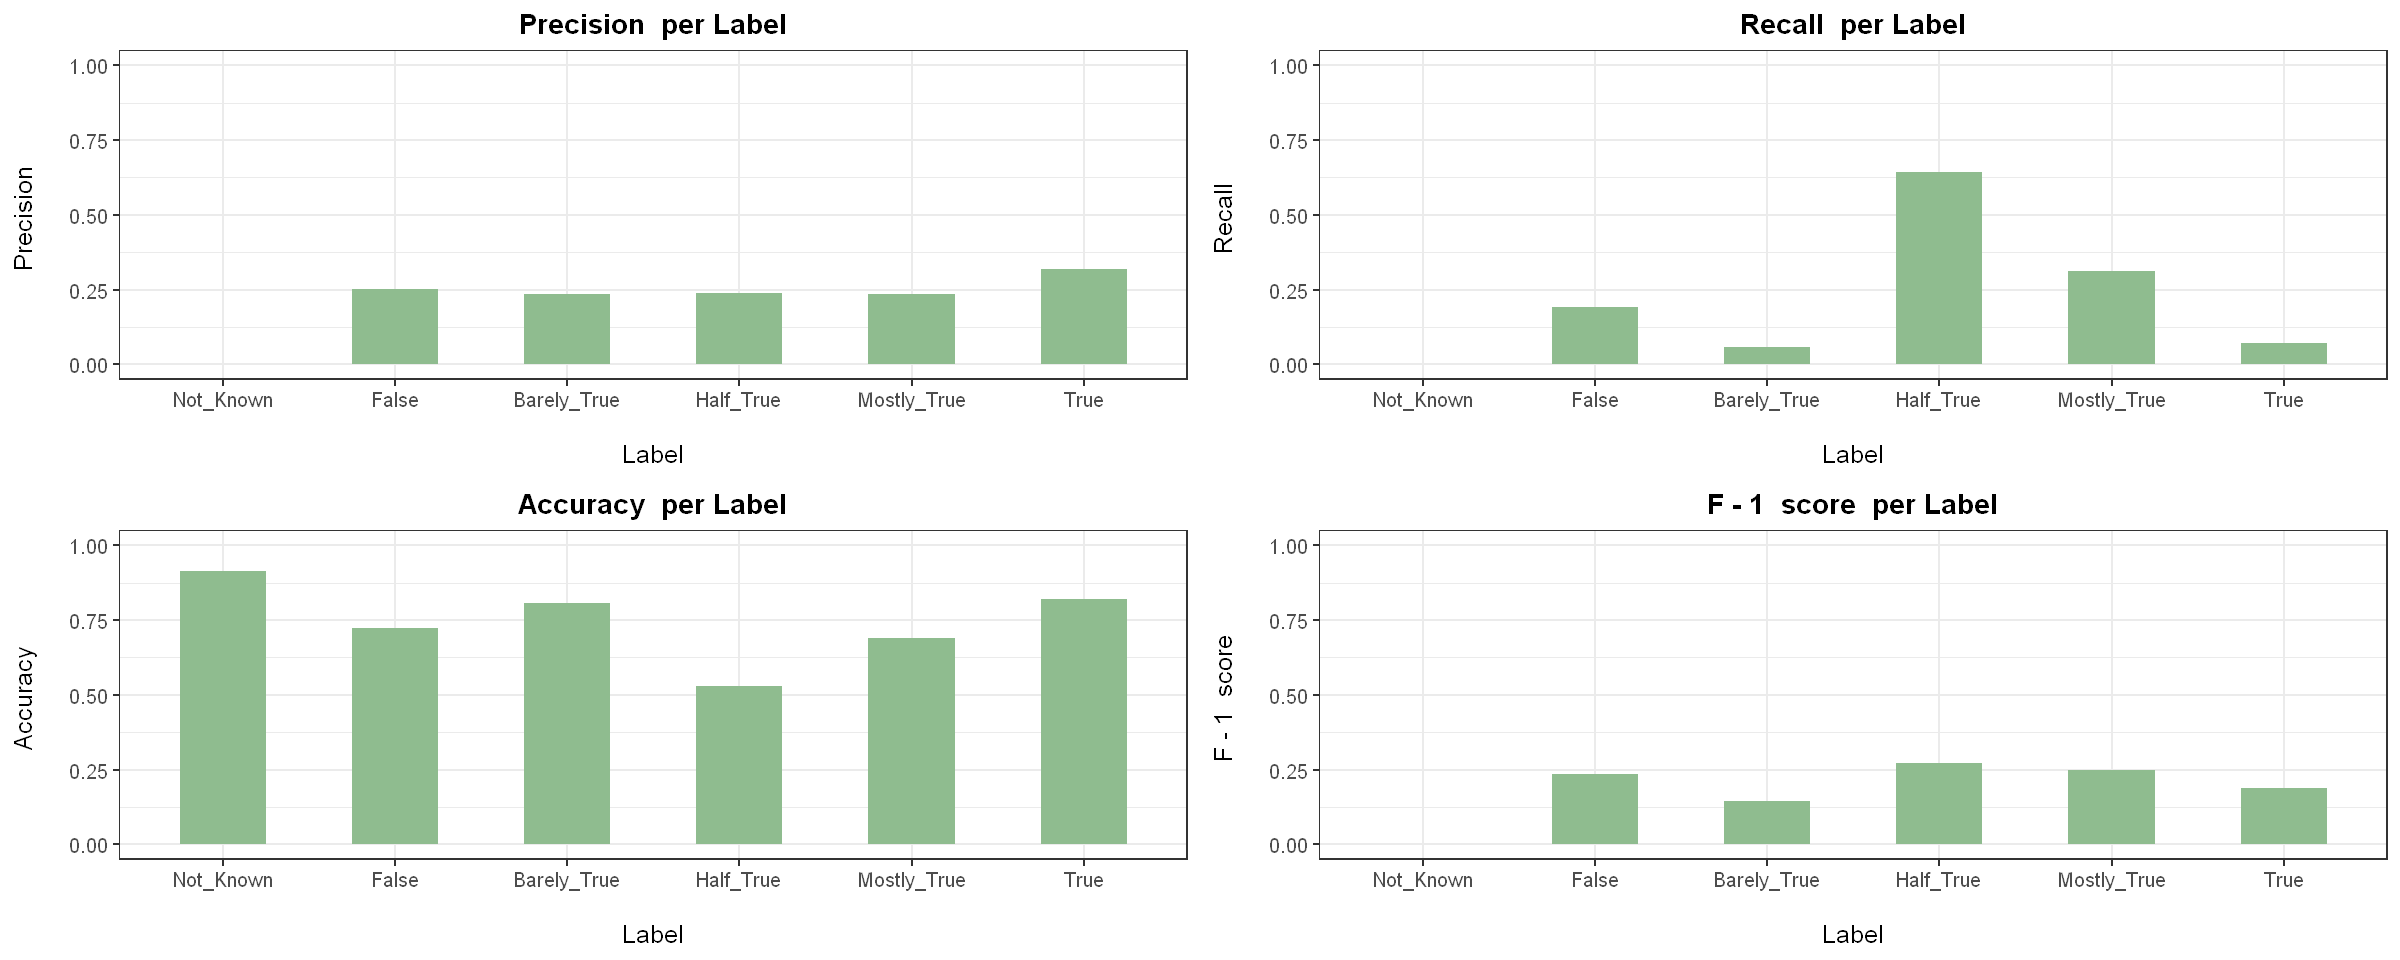 Precision  per Label
1.00
0.75
0.50
0.25
0.00
Precision
Not_Known False Barely_True Half_True Mostly_True True
Label
Recall  per Label
1.00
0.75
0.50
0.25
0.00
Recall
Not_Known False Barely_True Half_True Mostly_True True
Label
Accuracy  per Label
1.00
0.75
0.50
0.25
0.00
Accuracy
Not_Known False Barely_True Half_True Mostly_True True
Label
F - 1  score  per Label
1.00
0.75
0.50
0.25
0.00
F - 1  score
Not_Known False Barely_True Half_True Mostly_True True
Label